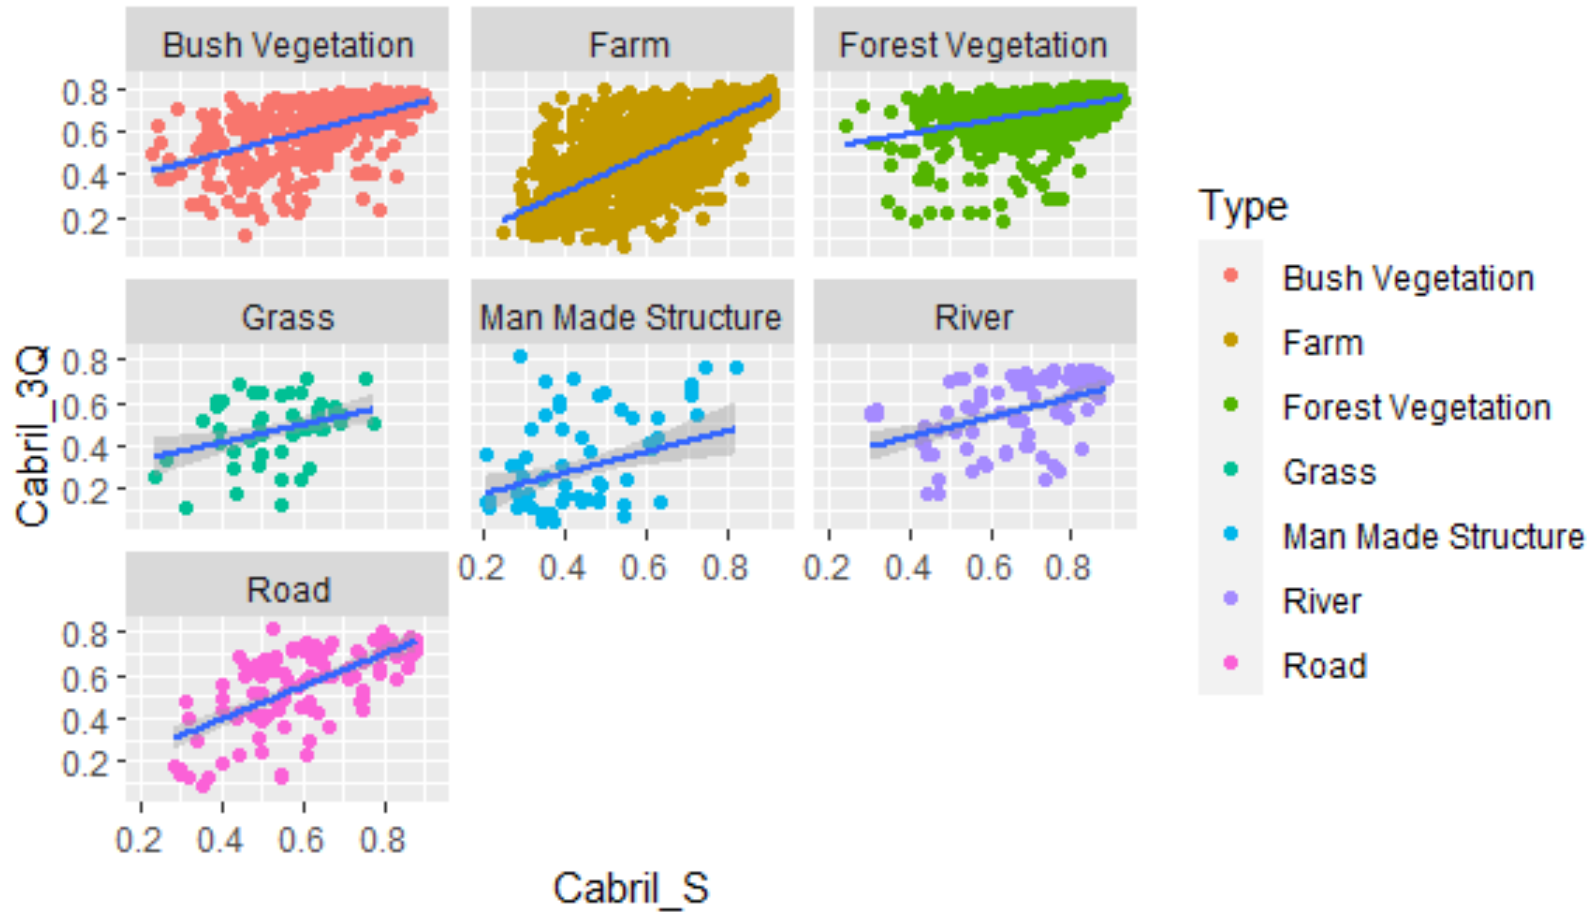 Bush Vegetation
Farm
Forest Vegetation
0.8
0.6
0.4
0.2
Grass
Man Made Structure
River
Cabril_3Q
0.8
0.6
0.4
0.2
0.2 0.4 0.6 0.8
0.2 0.4 0.6 0.8
Road
0.8
0.6
0.4
0.2
0.2 0.4 0.6 0.8
Cabril_S
Type
Bush Vegetation
Farm
Forest Vegetation
Grass
Man Made Structure
River
Road